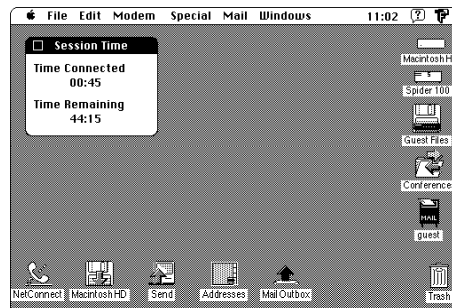 File Edit Modem Special Mail Windows 11:02
Session Time
Time Connected
00:45
Time Remaining
44:15
Macintosh H
Spider 100
Guest Files
Conference
MAIL
guest
NetConnect Macintosh HD Send Addresses Mail Outbox Trash